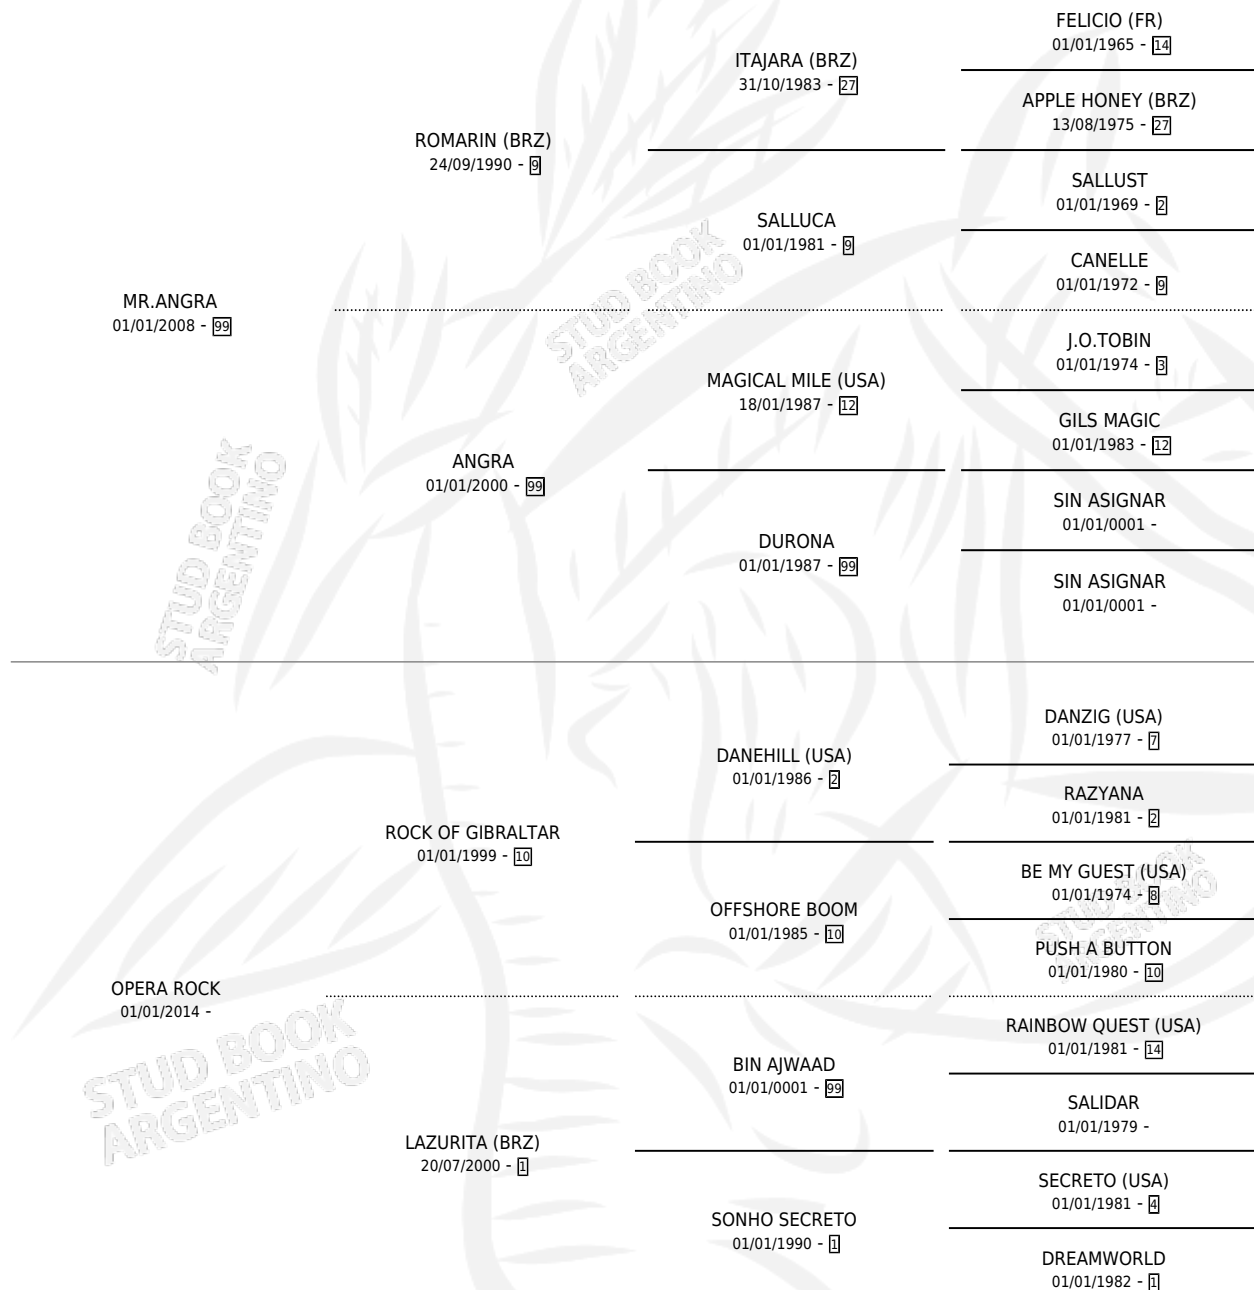 FELICIO (FR)
01/01/1965 - 14
ITAJARA (BRZ)
31/10/1983 - 27
APPLE HONEY (BRZ)
13/08/1975 - 27
ROMARIN (BRZ)
24/09/1990 - 9
SALLUST
01/01/1969 - 2
SALLUCA
01/01/1981 - 9
CANELLE
01/01/1972 - 9
MR.ANGRA
01/01/2008 - 99
J.O.TOBIN
01/01/1974 - 3
MAGICAL MILE (USA)
18/01/1987 - 12
GILS MAGIC
01/01/1983 - 12
ANGRA
01/01/2000 - 99
SIN ASIGNAR
01/01/0001 -
DURONA
01/01/1987 - 99
SIN ASIGNAR
01/01/0001 -
DANZIG (USA)
01/01/1977 - 7
DANEHILL (USA)
01/01/1986 - 2
RAZYANA
01/01/1981 - 2
ROCK OF GIBRALTAR
01/01/1999 - 10
BE MY GUEST (USA)
01/01/1974 - 8
OFFSHORE BOOM
01/01/1985 - 10
PUSH A BUTTON
01/01/1980 - 10
OPERA ROCK
01/01/2014 -
RAINBOW QUEST (USA)
01/01/1981 - 14
BIN AJWAAD
01/01/0001 - 99
SALIDAR
01/01/1979 -
LAZURITA (BRZ)
20/07/2000 - 1
SECRETO (USA)
01/01/1981 - 4
SONHO SECRETO
01/01/1990 - 1
DREAMWORLD
01/01/1982 - 1
STUD BOOK
ARGENTINO
STUD BOOK
ARGENTINO
STUD BOOK
ARGENTINO
STUD BOOK
ARGENTINO